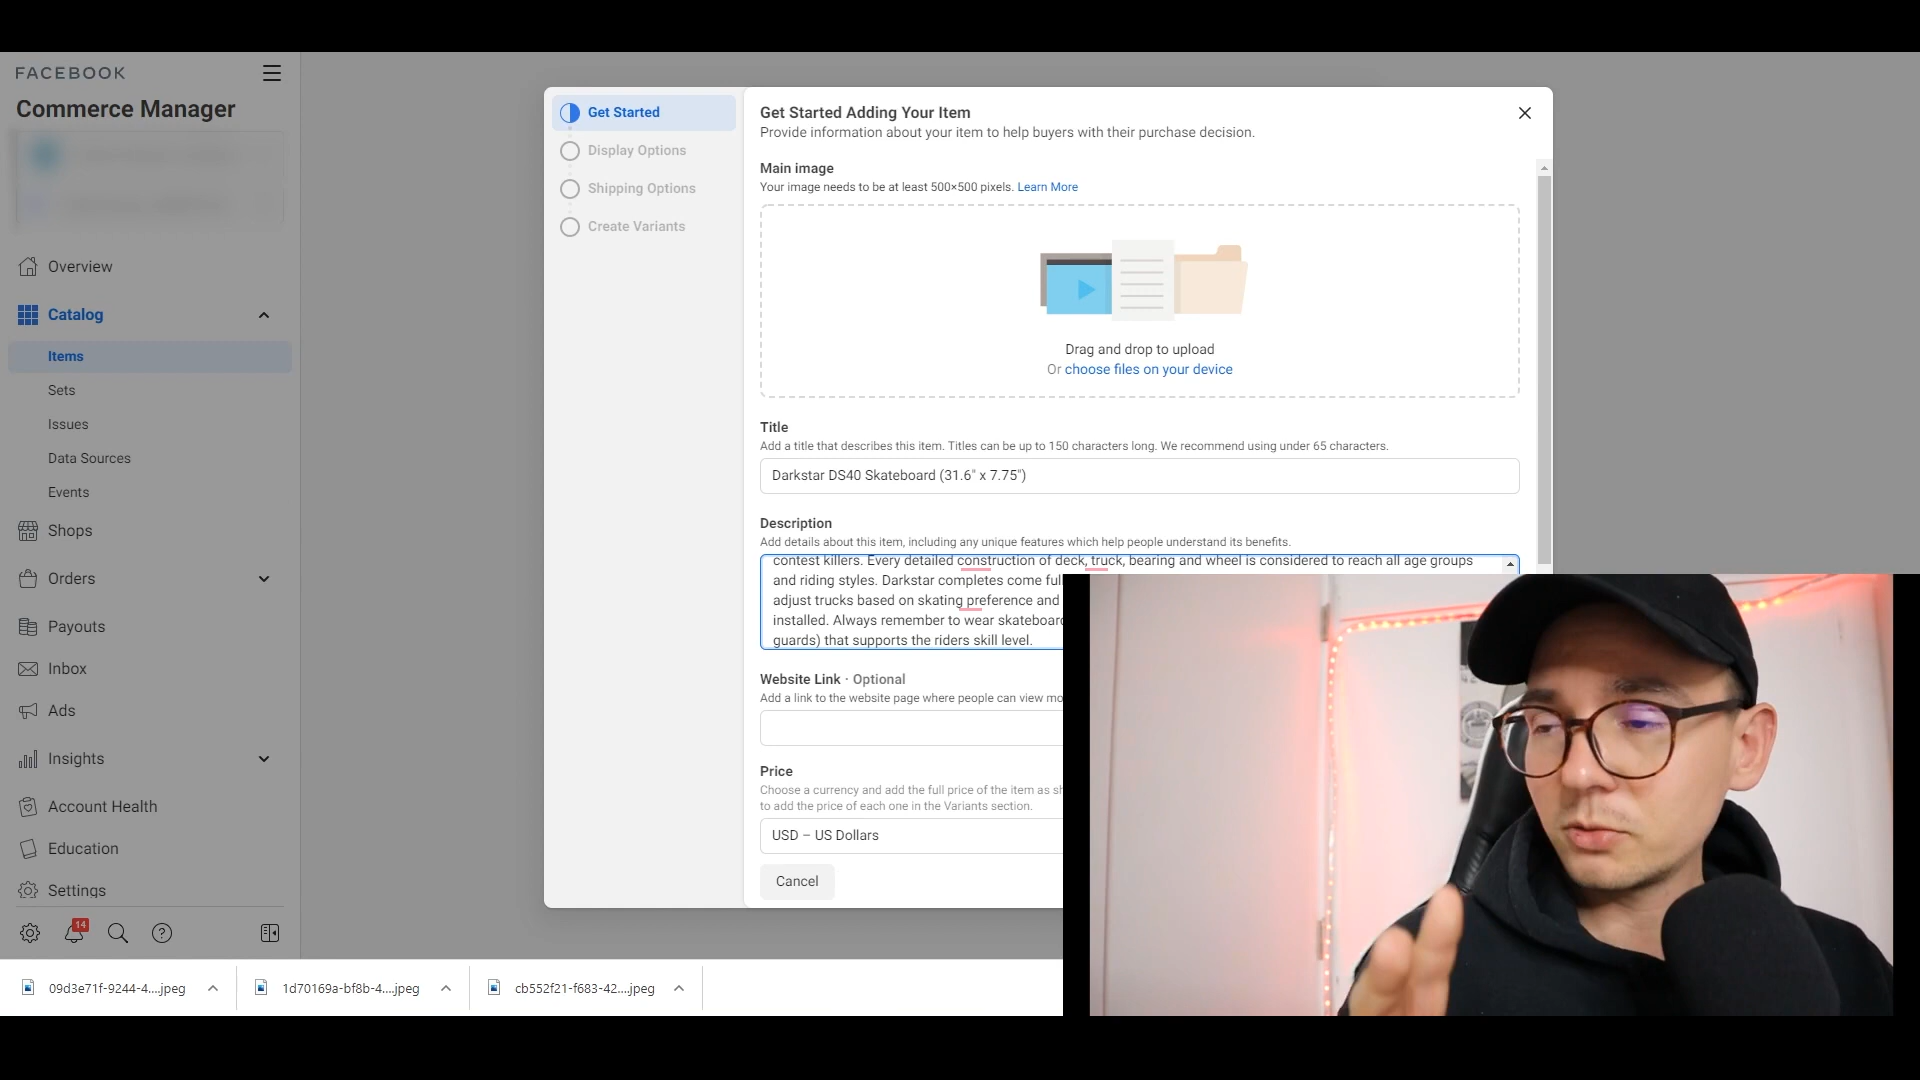 FACEBOOK
Commerce Manager
Overview
Catalog
Items
Sets
Issues
Data Sources
Events
Shops
Orders
Payouts
Inbox
Ads
Insights
Account Health
Education
Settings
14
Get Started
Display Options
Shipping Options
Create Variants
Get Started Adding Your Item
Provide information about your item to help buyers with their purchase decision.
Main image
Your image needs to be at least 500×500 pixels. Learn More
Drag and drop to upload
Or choose files on your device
Title
Add a title that describes this item. Titles can be up to 150 characters long. We recommend using under 65 characters.
Darkstar DS40 Skateboard (31.6" x 7.75")
Description
Add details about this item, including any unique features which help people understand its benefits.
contest killers. Every detailed construction of deck, truck, bearing and wheel is considered to reach all age groups
and riding styles. Darkstar completes come ful
adjust trucks based on skating preference and
installed. Always remember to wear skateboard
guards) that supports the riders skill level.
Website Link · Optional
Add a link to the website page where people can view mo
Price
Choose a currency and add the full price of the item as sh
to add the price of each one in the Variants section.
USD – US Dollars
Cancel
09d3e71f-9244-4....jpeg
1d70169a-bf8b-4....jpeg
cb552f21-f683-42....jpeg